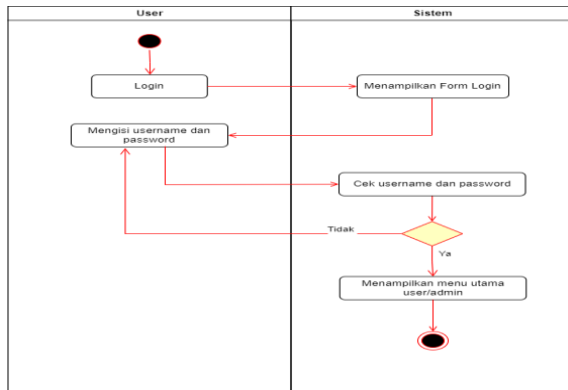 User
Sistem
Login
Menampilkan Form Login
Mengisi username dan
password
Cek username dan password
Tidak
Ya
Menampilkan menu utama
user/admin